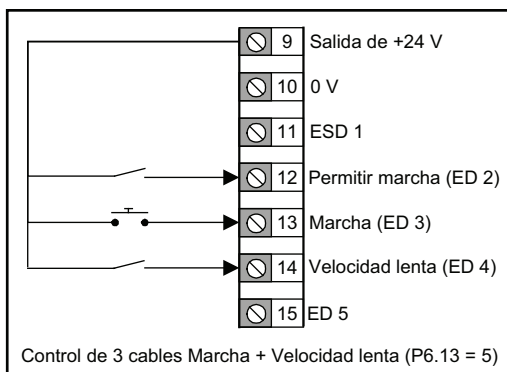 9 Salida de +24 V
10 0 V
11 ESD 1
12 Permitir marcha (ED 2)
13 Marcha (ED 3)
14 Velocidad lenta (ED 4)
15 ED 5
Control de 3 cables Marcha + Velocidad lenta (P6.13 = 5)